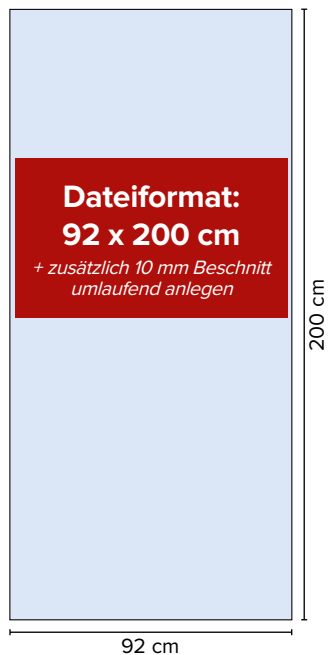 Dateiformat:
92 x 200 cm
+ zusätzlich 10 mm Beschnitt
umlaufend anlegen
200 cm
92 cm